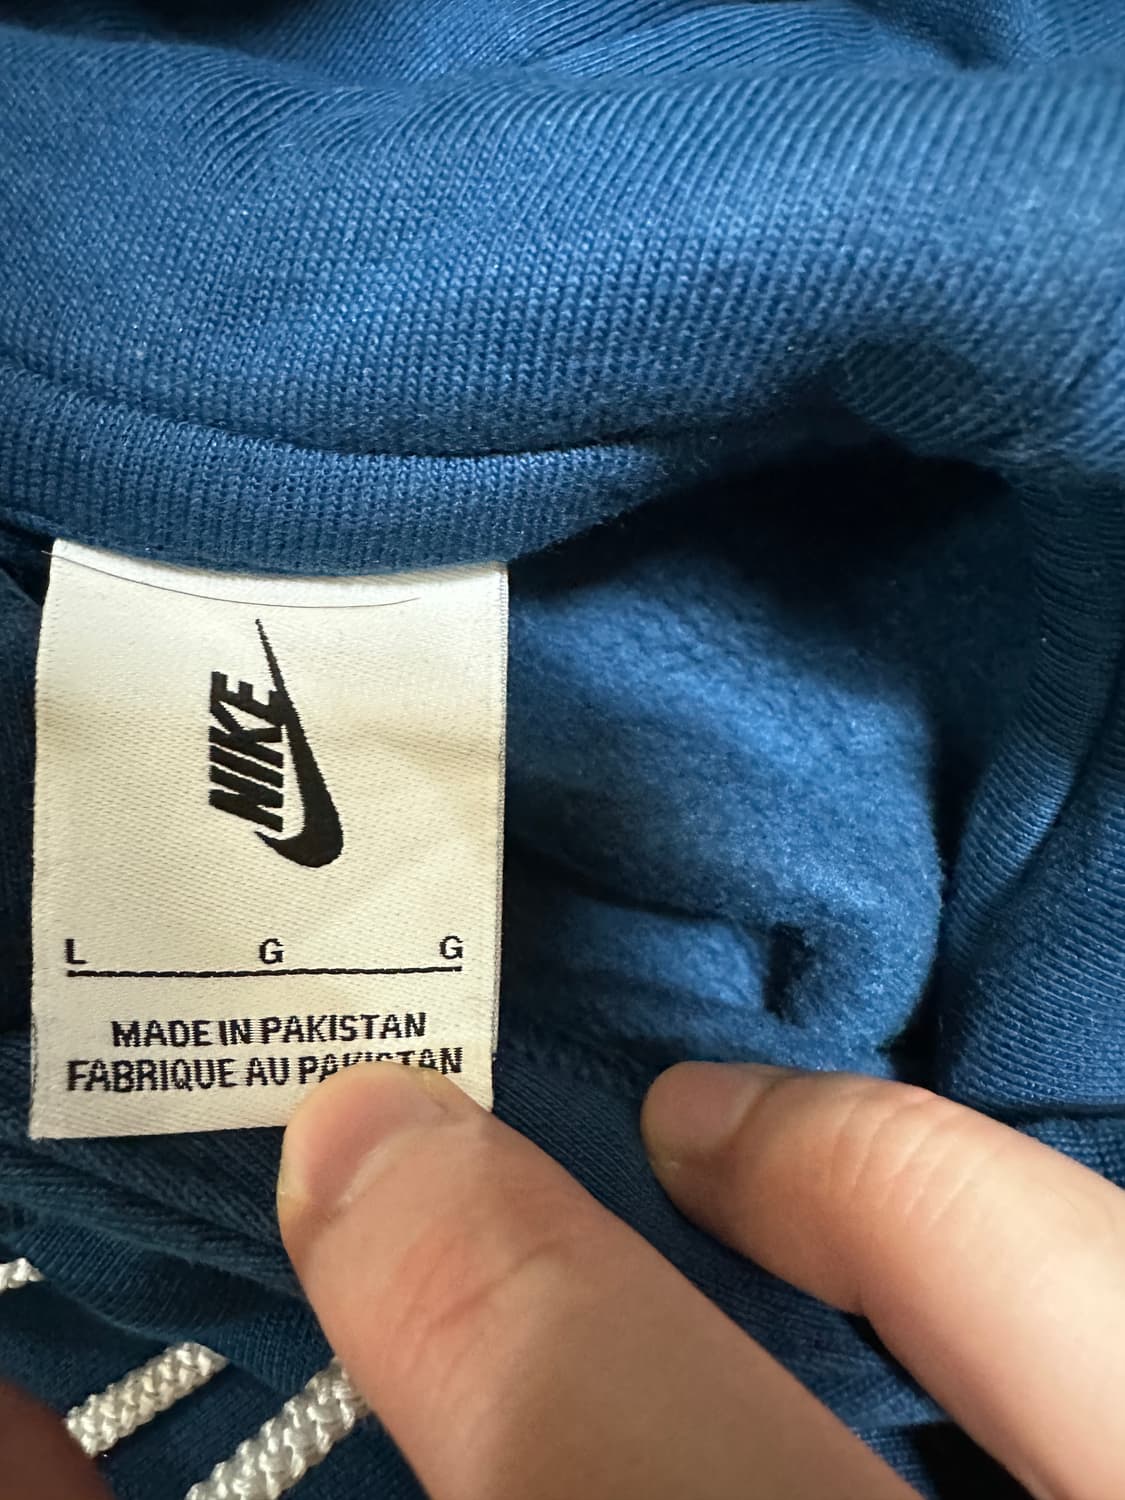 NIKE
L G G
MADE IN PAKISTAN
FABRIQUE AU PAKISTAN